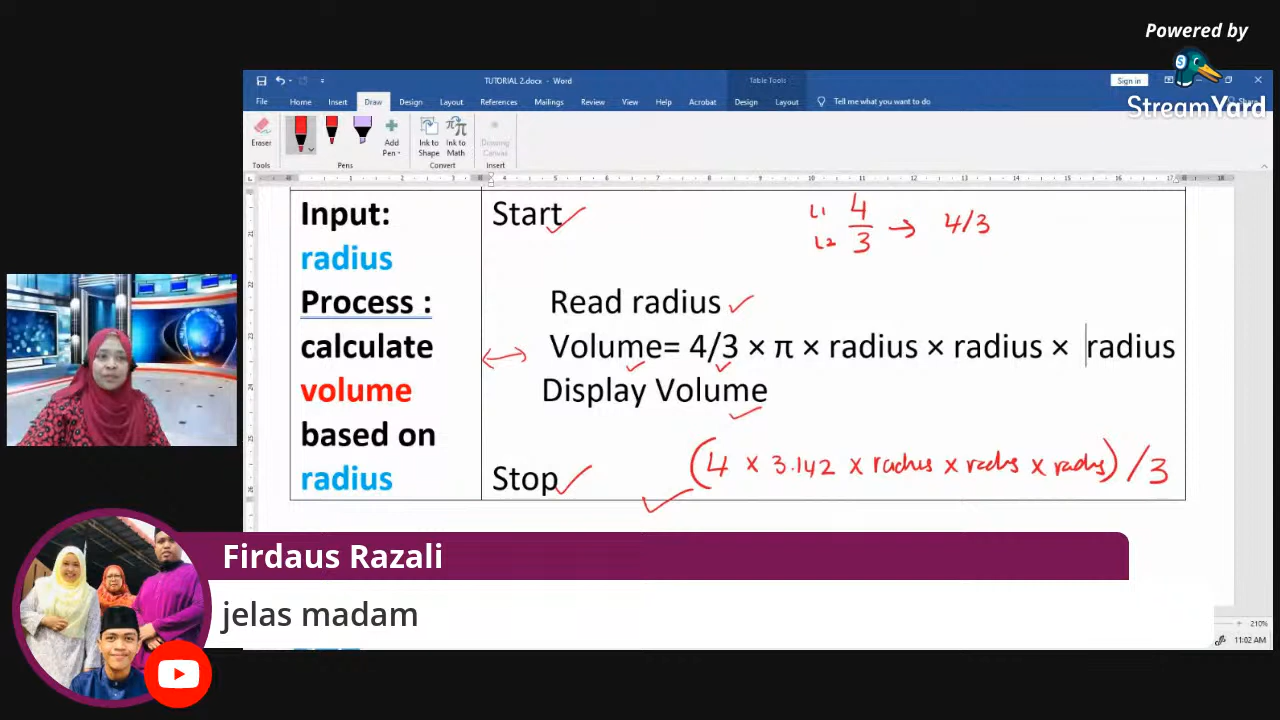 Powered by
StreamYard
TUTORIAL 2.docx - Word
Table Tools
Sign in
File Home Insert Draw Design Layout References Mailings Review View Help Acrobat Design Layout Tell me what you want to do
Eraser
Add Pen
Ink to Shape
Ink to Math
Drawing Canvas
Tools Pens Convert Insert
Input:
radius
Process :
calculate
volume
based on
radius
Start
L1 4
L2 3 → 4/3
Read radius
Volume= 4/3 × π × radius × radius × radius
Display Volume
(4 × 3.142 × radius × radius × radius) / 3
Stop
210%
11:02 AM
Firdaus Razali
jelas madam